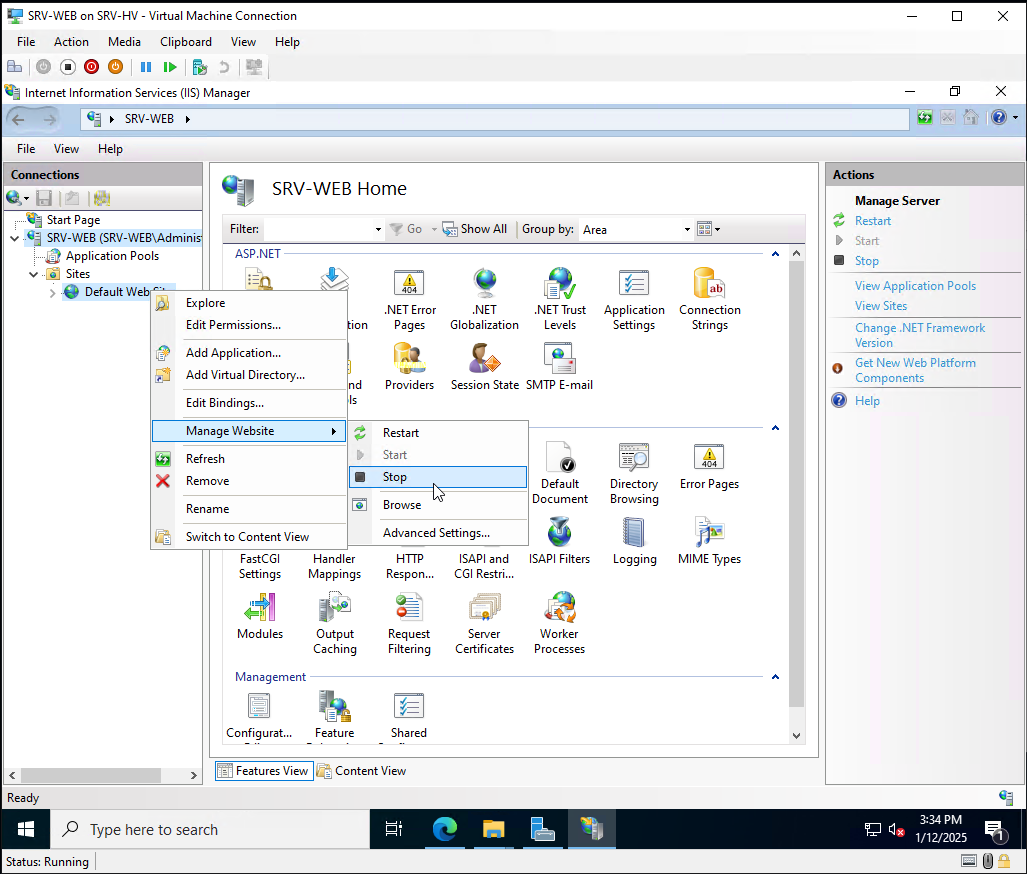 SRV-WEB on SRV-HV - Virtual Machine Connection
File Action Media Clipboard View Help
Internet Information Services (IIS) Manager
SRV-WEB
File View Help
Connections
Start Page
SRV-WEB (SRV-WEB\Adminis
Application Pools
Sites
Default Web Sit
Explore
Edit Permissions...
Add Application...
Add Virtual Directory...
Edit Bindings...
Manage Website
Refresh
Remove
Rename
Switch to Content View
Restart
Start
Stop
Browse
Advanced Settings...
SRV-WEB Home
Filter: Go Show All Group by: Area
ASP.NET
.NET Error
Pages
.NET
Globalization
.NET Trust
Levels
Application
Settings
Connection
Strings
Providers
Session State
SMTP E-mail
Default
Document
Directory
Browsing
Error Pages
FastCGI
Settings
Handler
Mappings
HTTP
Respon...
ISAPI and
CGI Restri...
ISAPI Filters
Logging
MIME Types
Modules
Output
Caching
Request
Filtering
Server
Certificates
Worker
Processes
Management
Configurat...
Feature
Shared
Features View Content View
Actions
Manage Server
Restart
Start
Stop
View Application Pools
View Sites
Change .NET Framework
Version
Get New Web Platform
Components
Help
Ready
Type here to search
3:34 PM
1/12/2025
1
Status: Running